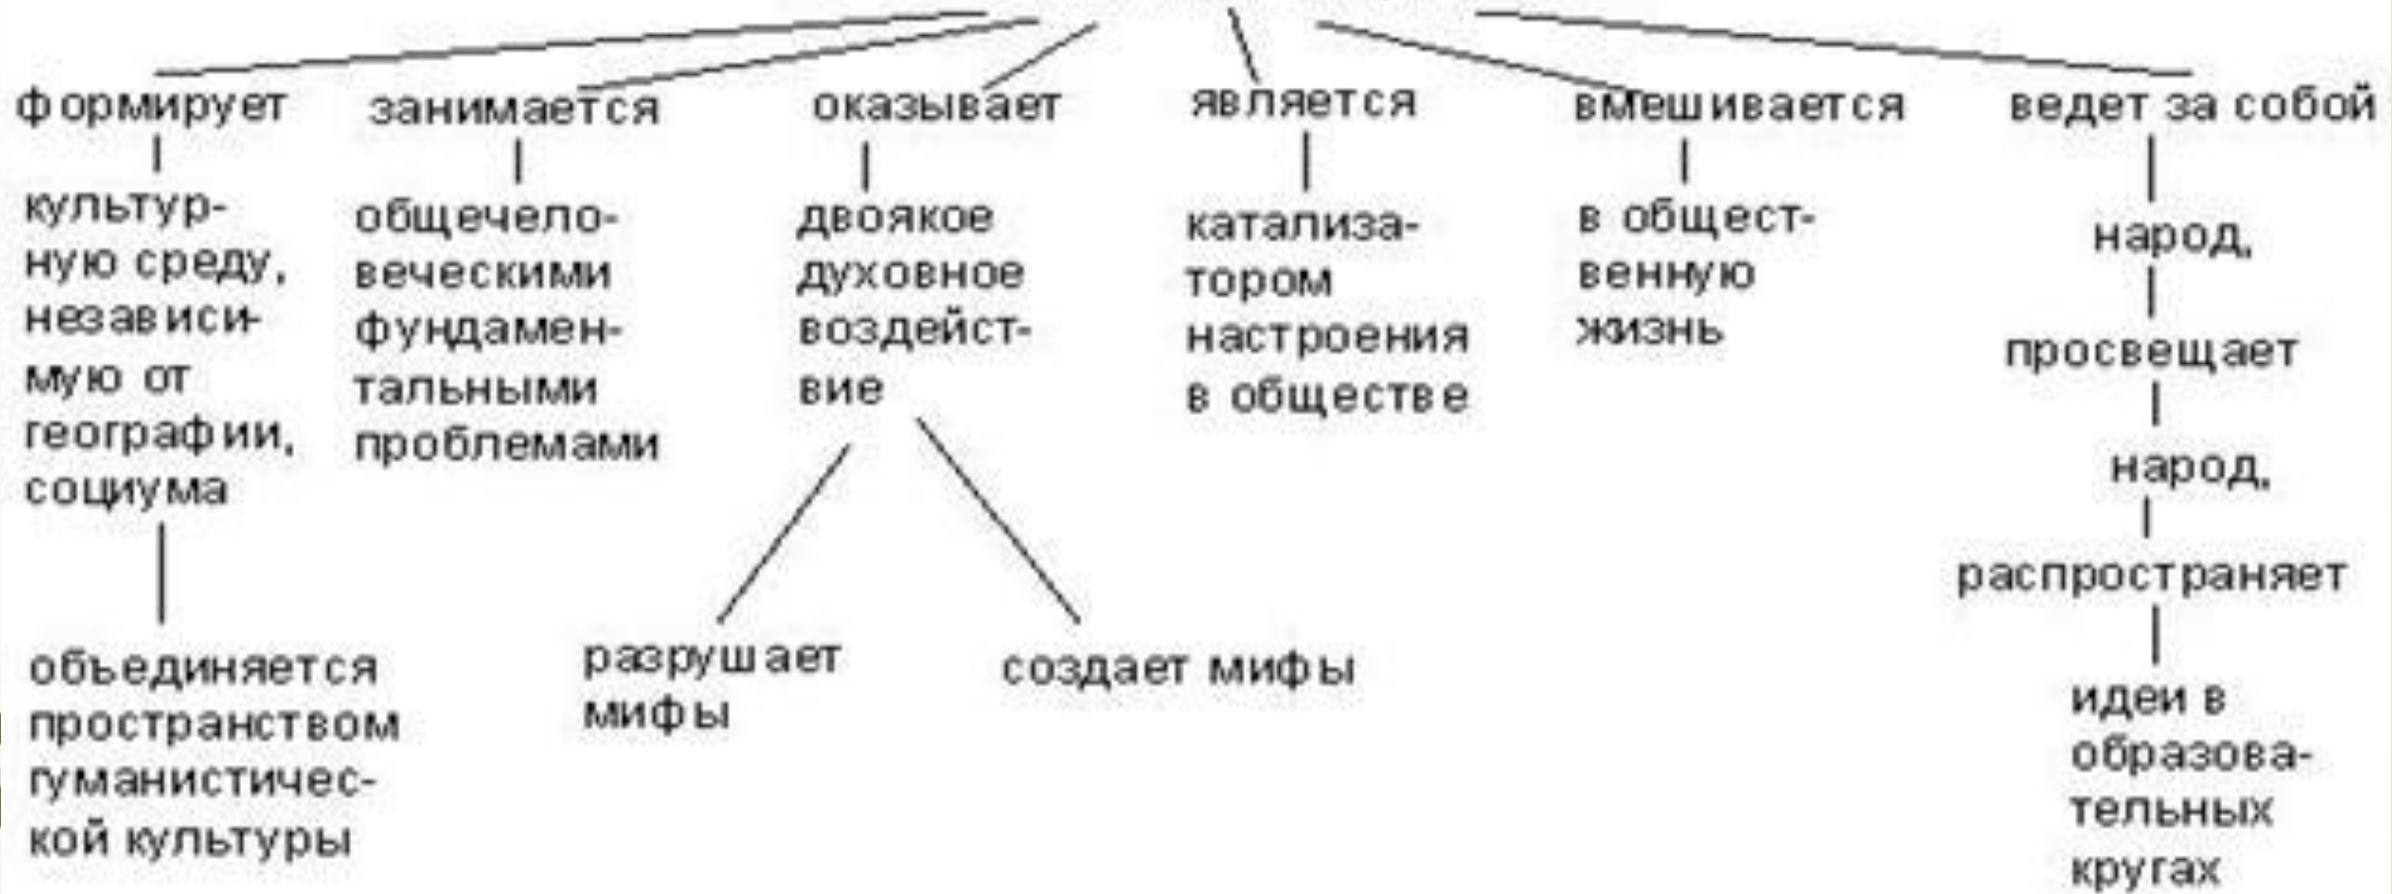 формирует
культур-
ную среду,
независи-
мую от
географии,
социума
объединяется
пространством
гуманистичес-
кой культуры
занимается
общечело-
веческими
фундамен-
тальными
проблемами
оказывает
двоякое
духовное
воздейст-
вие
разрушает
мифы
создает мифы
является
катализа-
тором
настроения
в обществе
вмешивается
в общест-
венную
жизнь
ведет за собой
народ,
просвещает
народ,
распространяет
идеи в
образова-
тельных
кругах